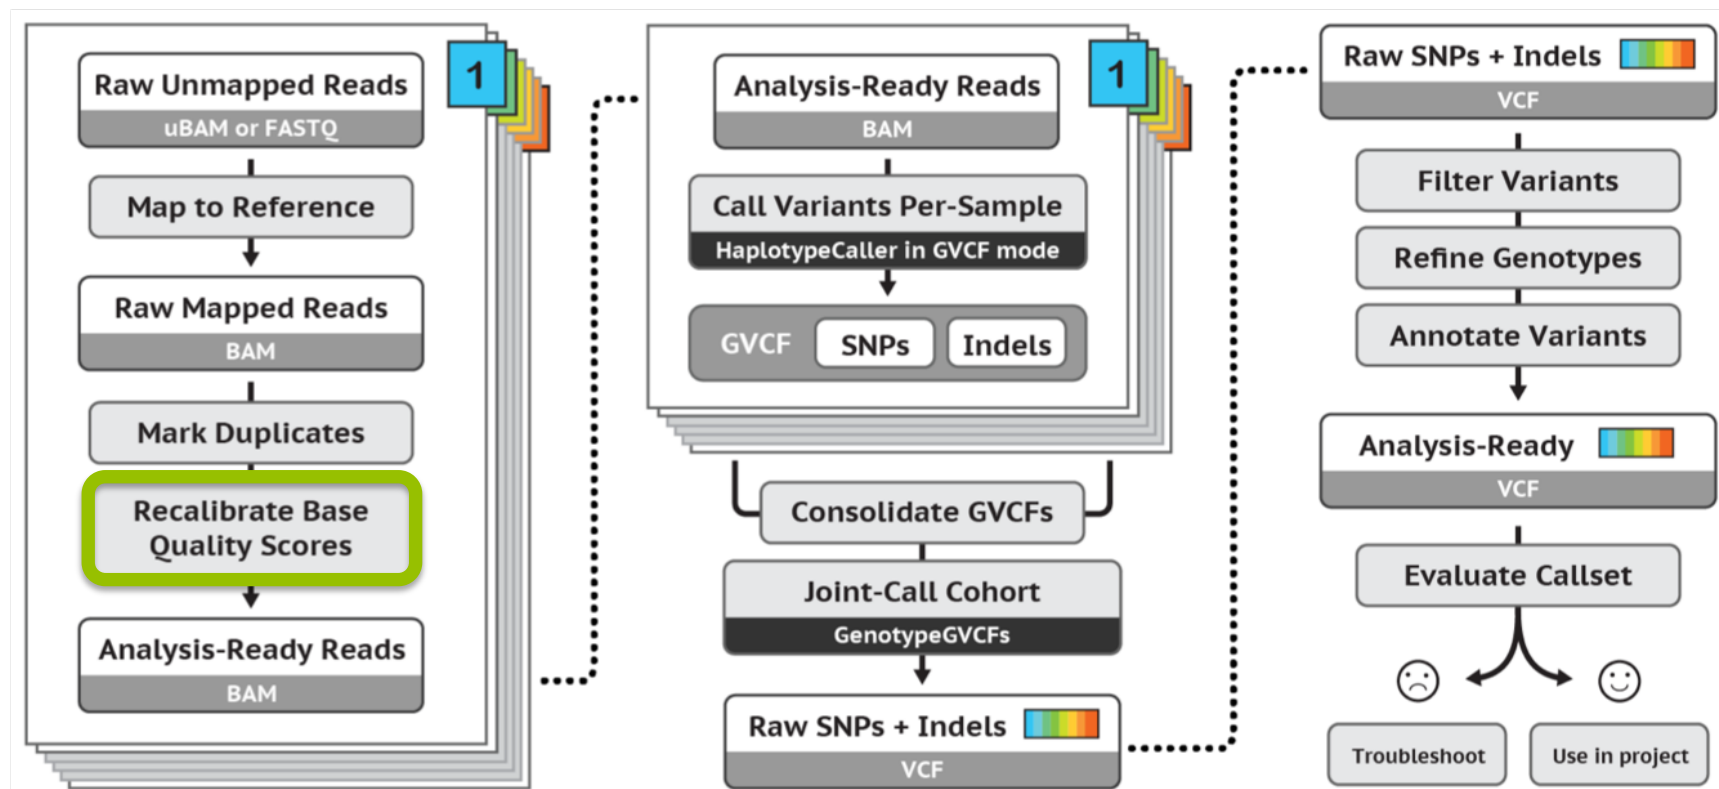 1
Raw Unmapped Reads
uBAM or FASTQ
Map to Reference
Raw Mapped Reads
BAM
Mark Duplicates
Recalibrate Base
Quality Scores
Analysis-Ready Reads
BAM
1
Analysis-Ready Reads
BAM
Call Variants Per-Sample
HaplotypeCaller in GVCF mode
GVCF SNPs Indels
Consolidate GVCFs
Joint-Call Cohort
GenotypeGVCFs
Raw SNPs + Indels
VCF
Raw SNPs + Indels
VCF
Filter Variants
Refine Genotypes
Annotate Variants
Analysis-Ready
VCF
Evaluate Callset
Troubleshoot
Use in project